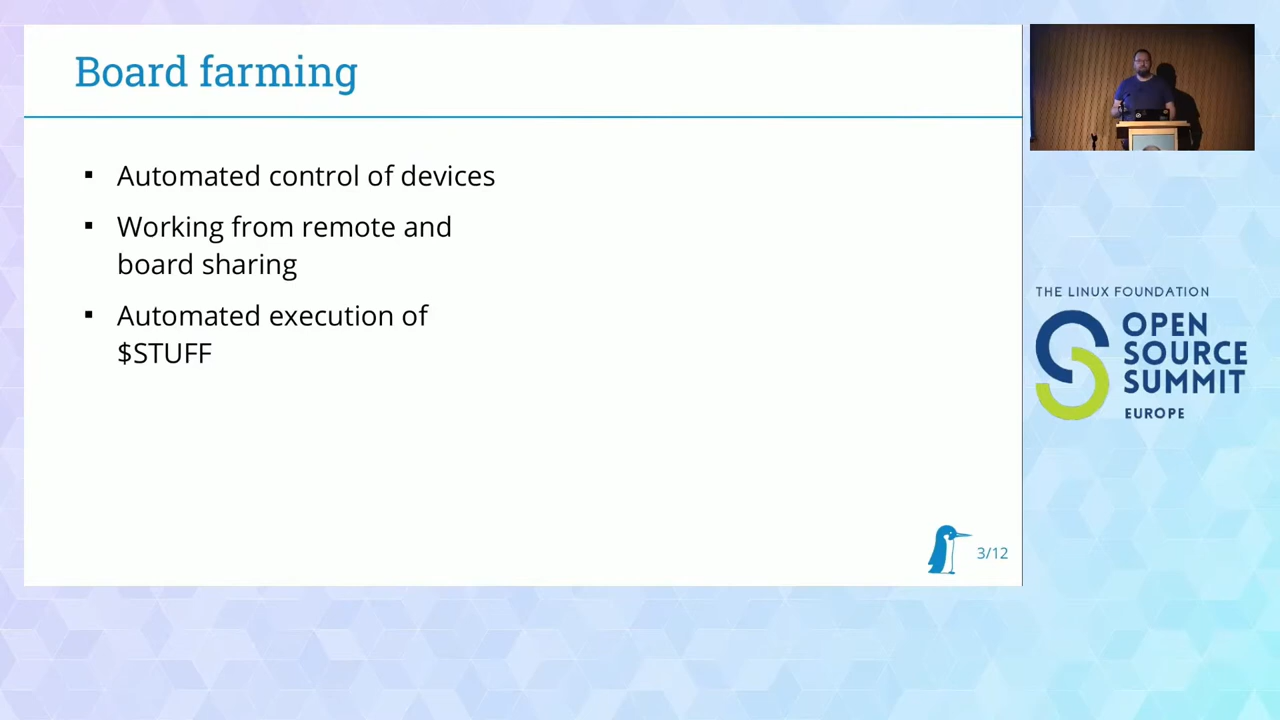 Board farming
Automated control of devices
Working from remote and
board sharing
Automated execution of
$STUFF
3/12
THE LINUX FOUNDATION
OPEN
SOURCE
SUMMIT
EUROPE